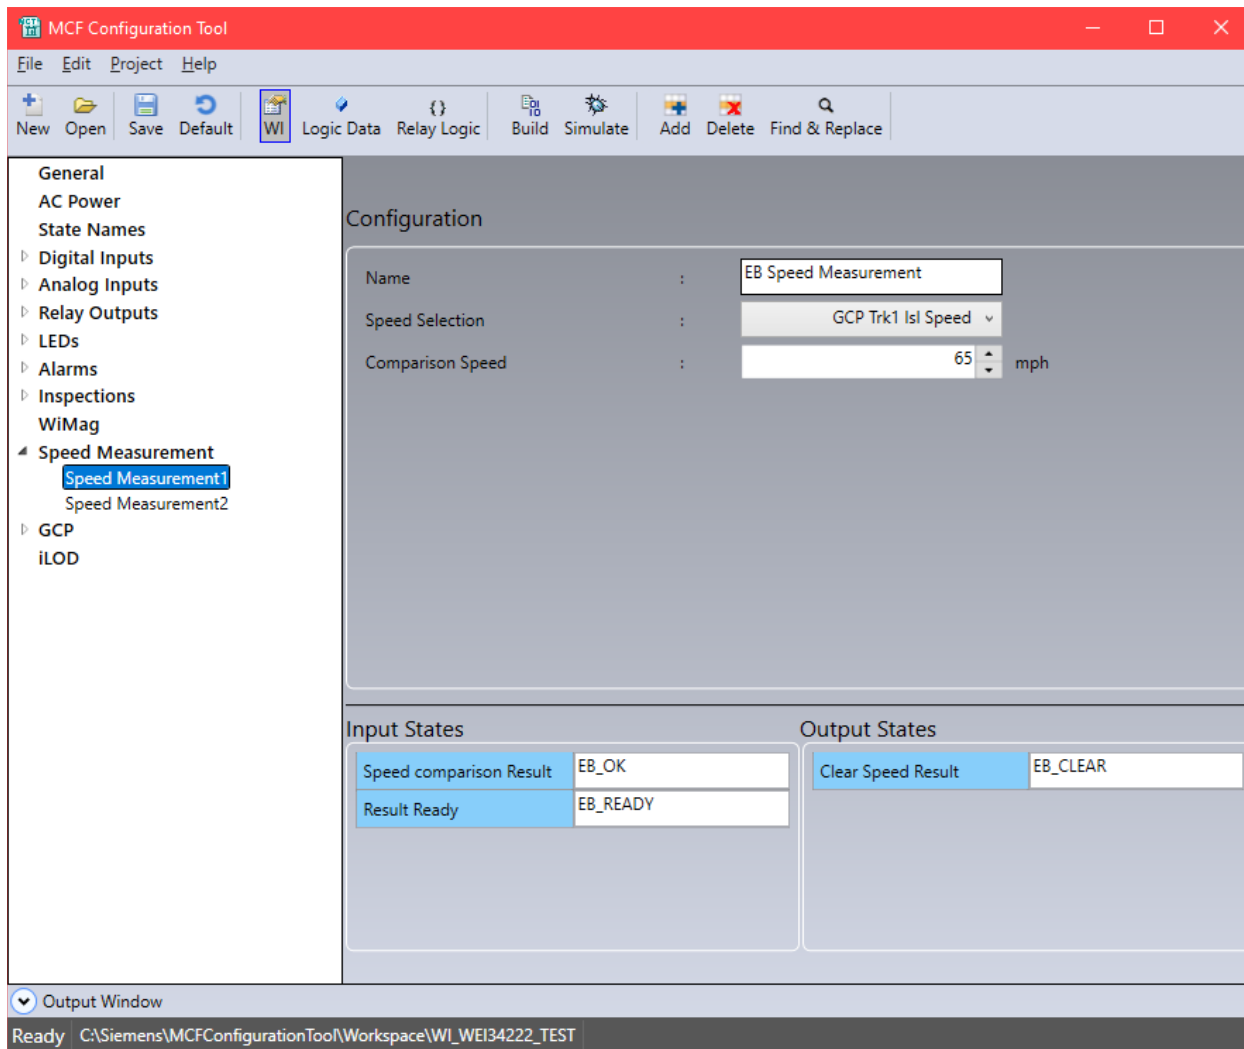 MCF Configuration Tool
File Edit Project Help
New Open Save Default WI Logic Data Relay Logic Build Simulate Add Delete Find & Replace
General
AC Power
State Names
Digital Inputs
Analog Inputs
Relay Outputs
LEDs
Alarms
Inspections
WiMag
Speed Measurement
Speed Measurement1
Speed Measurement2
GCP
iLOD
Configuration
Name : EB Speed Measurement
Speed Selection : GCP Trk1 Isl Speed
Comparison Speed : 65 mph
Input States
Speed comparison Result EB_OK
Result Ready EB_READY
Output States
Clear Speed Result EB_CLEAR
Output Window
Ready C:\Siemens\MCFConfigurationTool\Workspace\WI_WEI34222_TEST